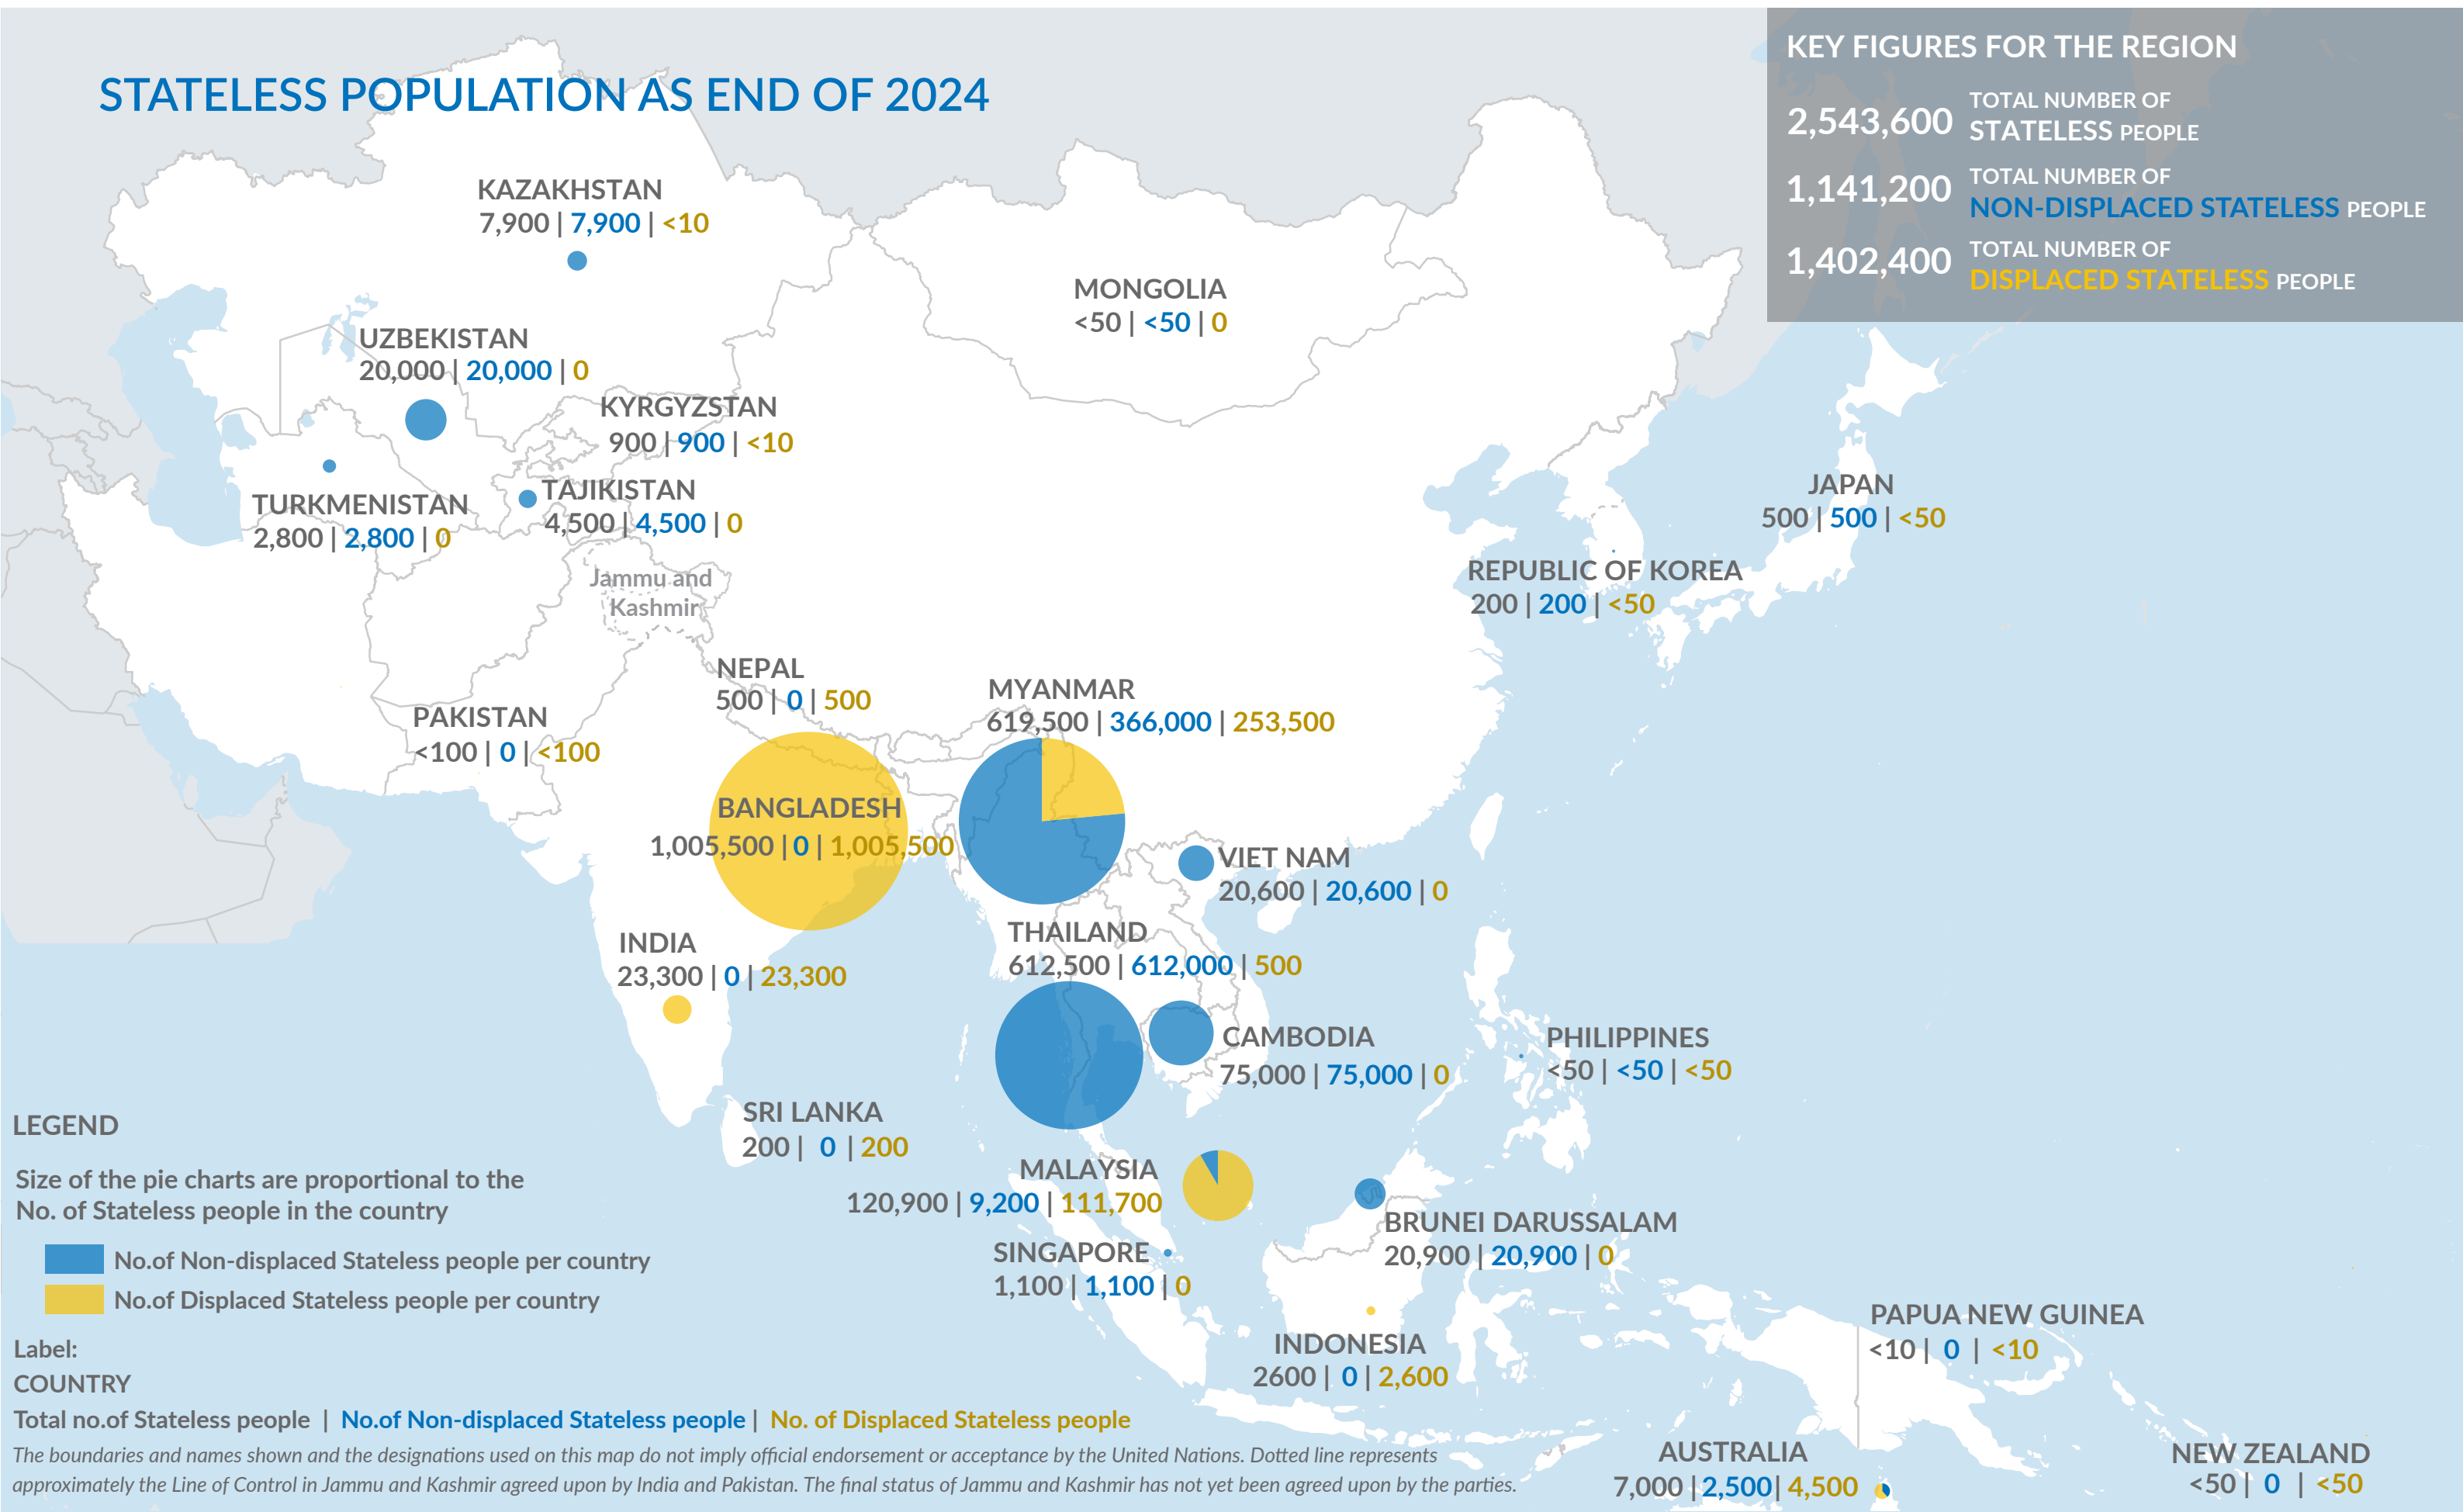 STATELESS POPULATION AS END OF 2024
KEY FIGURES FOR THE REGION
2,543,600 TOTAL NUMBER OF
STATELESS PEOPLE
1,141,200 TOTAL NUMBER OF
NON-DISPLACED STATELESS PEOPLE
1,402,400 TOTAL NUMBER OF
DISPLACED STATELESS PEOPLE
KAZAKHSTAN
7,900 | 7,900 | <10
MONGOLIA
<50 | <50 | 0
UZBEKISTAN
20,000 | 20,000 | 0
KYRGYZSTAN
900 | 900 | <10
TAJIKISTAN
4,500 | 4,500 | 0
TURKMENISTAN
2,800 | 2,800 | 0
JAPAN
500 | 500 | <50
REPUBLIC OF KOREA
200 | 200 | <50
Jammu and
Kashmir
NEPAL
500 | 0 | 500
MYANMAR
619,500 | 366,000 | 253,500
PAKISTAN
<100 | 0 | <100
BANGLADESH
1,005,500 | 0 | 1,005,500
VIET NAM
20,600 | 20,600 | 0
THAILAND
612,500 | 612,000 | 500
INDIA
23,300 | 0 | 23,300
CAMBODIA
75,000 | 75,000 | 0
PHILIPPINES
<50 | <50 | <50
SRI LANKA
200 | 0 | 200
MALAYSIA
120,900 | 9,200 | 111,700
BRUNEI DARUSSALAM
20,900 | 20,900 | 0
SINGAPORE
1,100 | 1,100 | 0
INDONESIA
2600 | 0 | 2,600
PAPUA NEW GUINEA
<10 | 0 | <10
AUSTRALIA
7,000 | 2,500 | 4,500
NEW ZEALAND
<50 | 0 | <50
LEGEND
Size of the pie charts are proportional to the
No. of Stateless people in the country
No.of Non-displaced Stateless people per country
No.of Displaced Stateless people per country
Label:
COUNTRY
Total no.of Stateless people | No.of Non-displaced Stateless people | No. of Displaced Stateless people
The boundaries and names shown and the designations used on this map do not imply official endorsement or acceptance by the United Nations. Dotted line represents
approximately the Line of Control in Jammu and Kashmir agreed upon by India and Pakistan. The final status of Jammu and Kashmir has not yet been agreed upon by the parties.